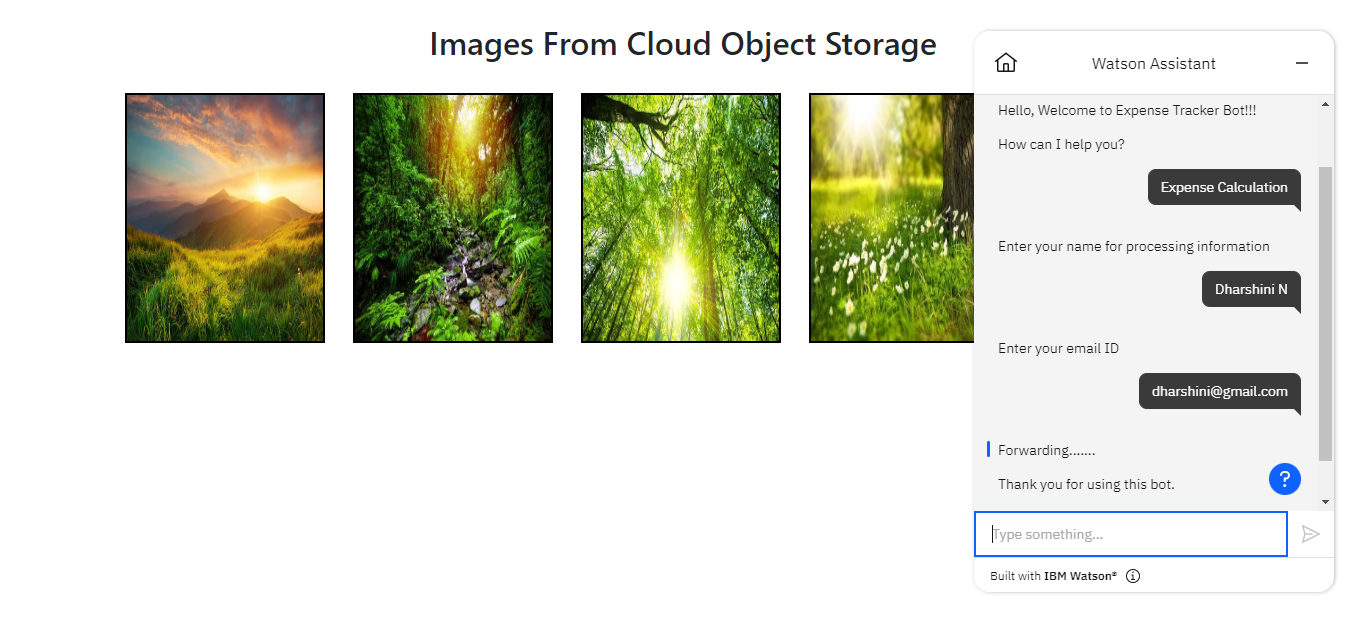 Images From Cloud Object Storage
Watson Assistant
Hello, Welcome to Expense Tracker Bot!!!
How can I help you?
Expense Calculation
Enter your name for processing information
Dharshini N
Enter your email ID
dharshini@gmail.com
Forwarding.......
Thank you for using this bot.
?
Type something...
Built with IBM Watson®